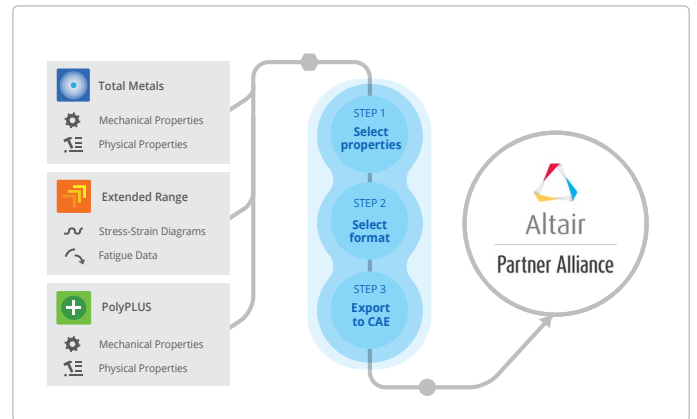 Total Metals
Mechanical Properties
Physical Properties
Extended Range
Stress-Strain Diagrams
Fatigue Data
PolyPLUS
Mechanical Properties
Physical Properties
STEP 1
Select
properties
STEP 2
Select
format
STEP 3
Export
to CAE
Altair
Partner Alliance